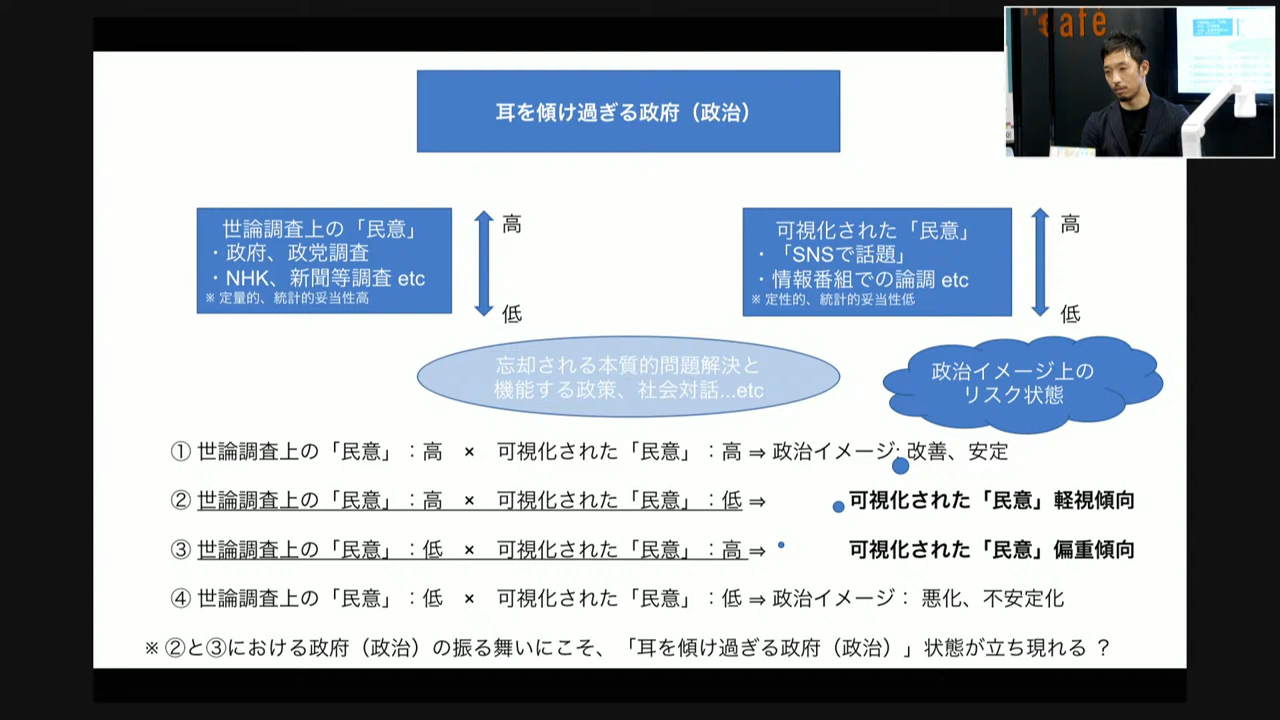 café
耳を傾け過ぎる政府（政治）
世論調査上の「民意」
・政府、政党調査
・NHK、新聞等調査 etc
※ 定量的、統計的妥当性高
高
低
可視化された「民意」
・「SNSで話題」
・情報番組での論調 etc
※ 定性的、統計的妥当性低
高
低
忘却される本質的問題解決と
機能する政策、社会対話...etc
政治イメージ上の
リスク状態
① 世論調査上の「民意」：高 × 可視化された「民意」：高 ⇒ 政治イメージ: 改善、安定
② 世論調査上の「民意」：高 × 可視化された「民意」：低 ⇒ 可視化された「民意」軽視傾向
③ 世論調査上の「民意」：低 × 可視化された「民意」：高 ⇒ 可視化された「民意」偏重傾向
④ 世論調査上の「民意」：低 × 可視化された「民意」：低 ⇒ 政治イメージ： 悪化、不安定化
※ ②と③における政府（政治）の振る舞いにこそ、「耳を傾け過ぎる政府（政治）」状態が立ち現れる ？